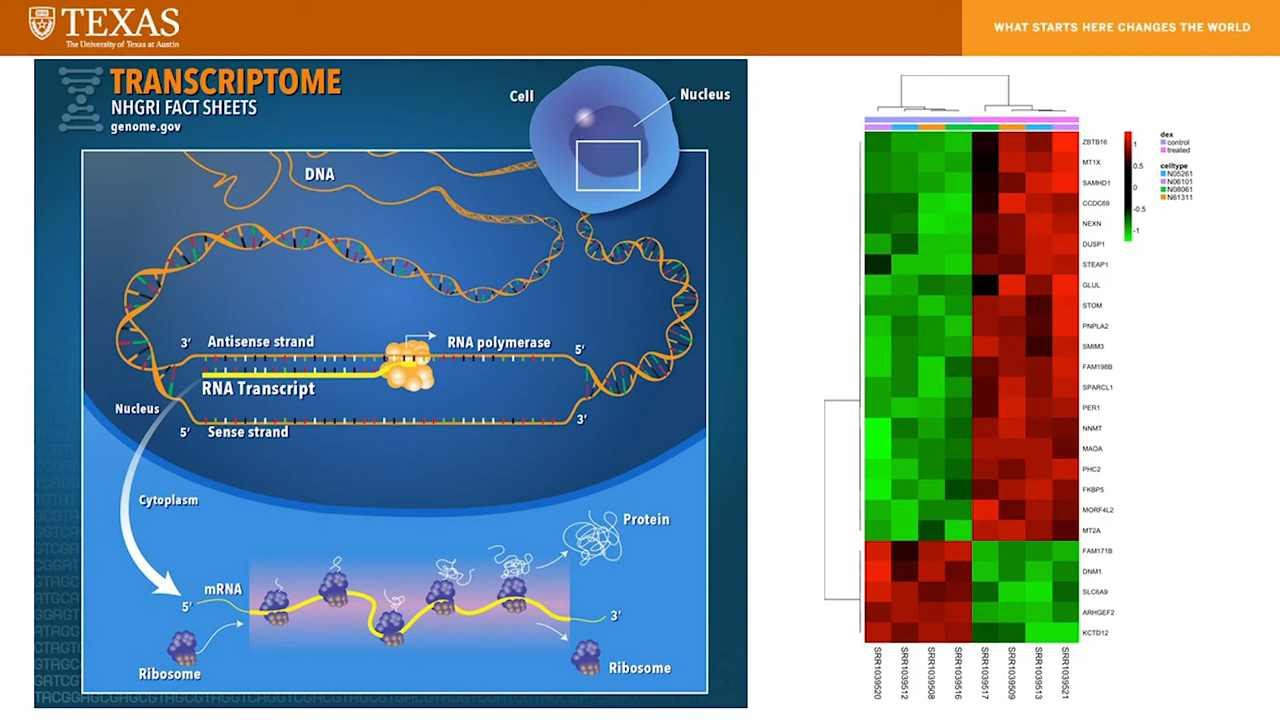 TEXAS
The University of Texas at Austin
WHAT STARTS HERE CHANGES THE WORLD
TRANSCRIPTOME
NHGRI FACT SHEETS
genome.gov
Cell
Nucleus
DNA
3'
Antisense strand
RNA polymerase
5'
RNA Transcript
Nucleus
5'
Sense strand
3'
Cytoplasm
Protein
mRNA
5'
3'
Ribosome
Ribosome
ZBTB16
MT1X
SAMHD1
CCDC69
NEXN
DUSP1
STEAP1
GLUL
STOM
PNPLA2
SMIM3
FAM198B
SPARCL1
PER1
NNMT
MAOA
PHC2
FKBP5
MORF4L2
MT2A
FAM171B
DNM1
SLC6A9
ARHGEF2
KCTD12
1
0.5
0
-0.5
-1
dex
control
treated
celltype
N05261
N06101
N08061
N61311
SRR1039520
SRR1039512
SRR1039508
SRR1039516
SRR1039517
SRR1039509
SRR1039513
SRR1039521